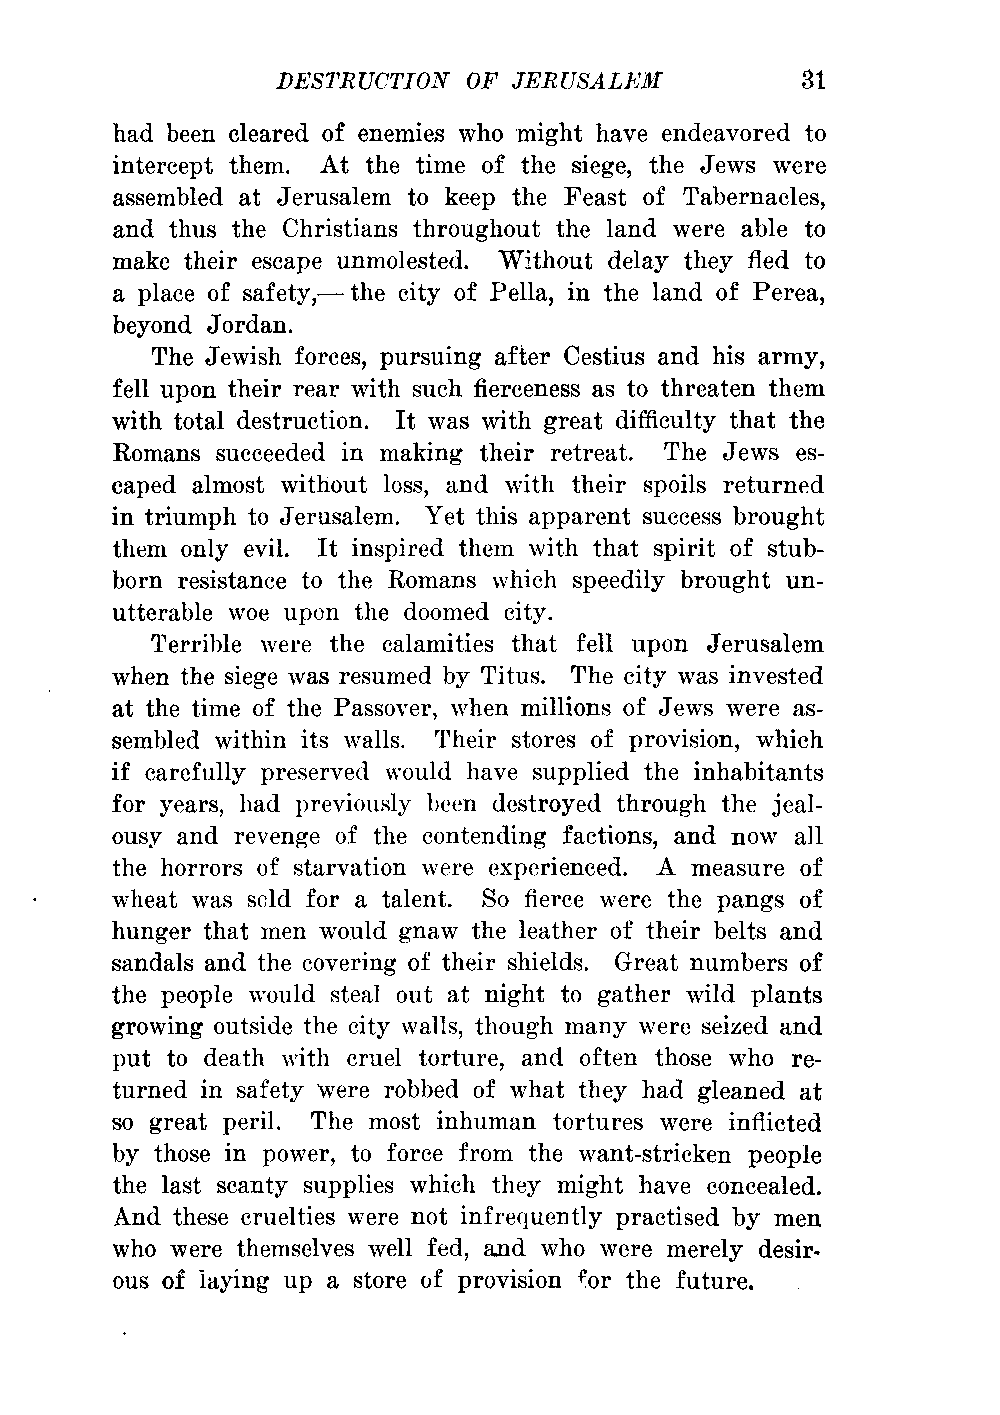 DESTRUCTION OF JERUSALEM 31
had been cleared of enemies who might have endeavored to
intercept them. At the time of the siege, the Jews were
assembled at Jerusalem to keep the Feast of Tabernacles,
and thus the Christians throughout the land were able to
make their escape unmolested. Without delay they fled to
a place of safety,— the city of Pella, in the land of Perea,
beyond Jordan.
The Jewish forces, pursuing after Cestius and his army,
fell upon their rear with such fierceness as to threaten them
with total destruction. It was with great difficulty that the
Romans succeeded in making their retreat. The Jews es-
caped almost without loss, and with their spoils returned
in triumph to Jerusalem. Yet this apparent success brought
them only evil. It inspired them with that spirit of stub-
born resistance to the Romans which speedily brought un-
utterable woe upon the doomed city.
Terrible were the calamities that fell upon Jerusalem
when the siege was resumed by Titus. The city was invested
at the time of the Passover, when millions of Jews were as-
sembled within its walls. Their stores of provision, which
if carefully preserved would have supplied the inhabitants
for years, had previously been destroyed through the jeal-
ousy and revenge of the contending factions, and now all
the horrors of starvation were experienced. A measure of
wheat was sold for a talent. So fierce were the pangs of
hunger that men would gnaw the leather of their belts and
sandals and the covering of their shields. Great numbers of
the people would steal out at night to gather wild plants
growing outside the city walls, though many were seized and
put to death with cruel torture, and often those who re-
turned in safety were robbed of what they had gleaned at
so great peril. The most inhuman tortures were inflicted
by those in power, to force from the want-stricken people
the last scanty supplies which they might have concealed.
And these cruelties were not infrequently practised by men
who were themselves well fed, and who were merely desir-
ous of laying up a store of provision for the future.